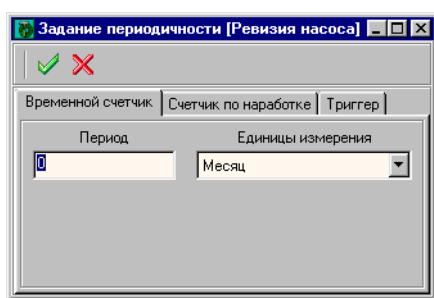 Задание периодичности [Ревизия насоса]
Временной счетчик Счетчик по наработке Триггер
Период Единицы измерения
0 Месяц